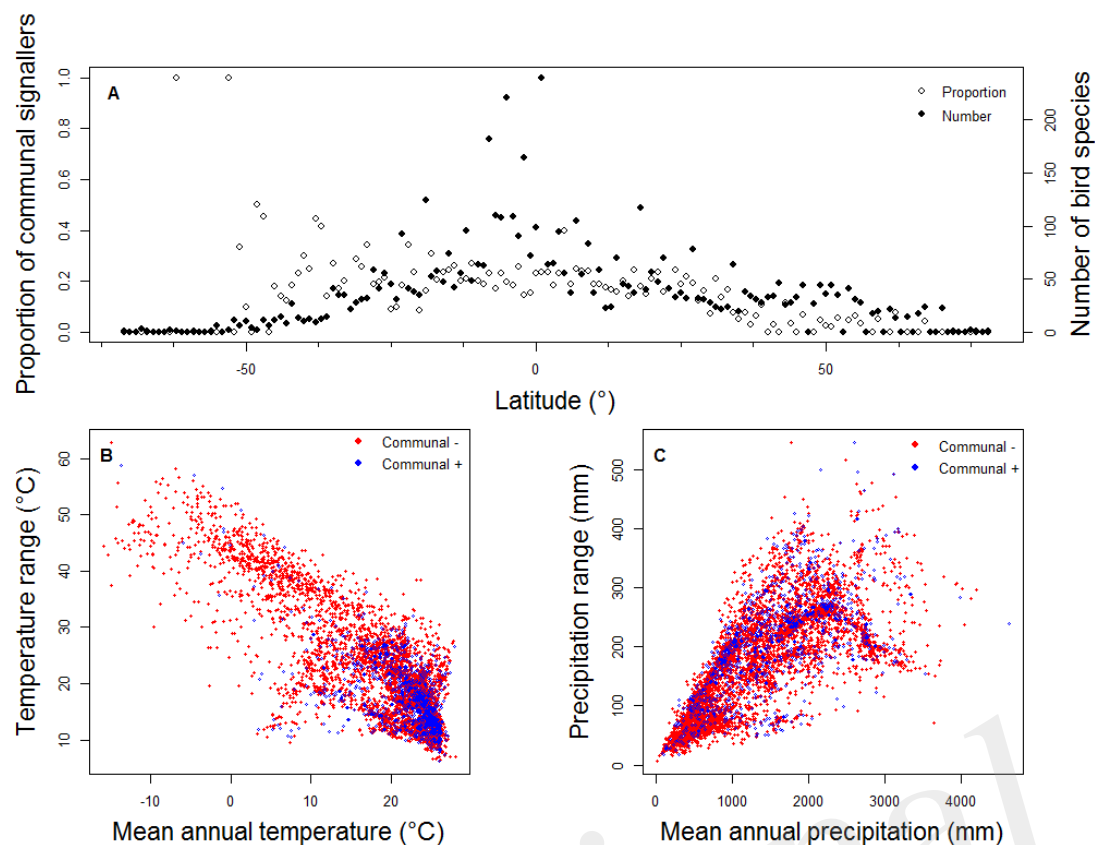 A
Proportion of communal signallers
1.0
0.8
0.6
0.4
0.2
0.0
Proportion
Number
Number of bird species
200
150
100
50
0
-50
0
50
Latitude (°)
B
Communal -
Communal +
Temperature range (°C)
60
50
40
30
20
10
-10
0
10
20
Mean annual temperature (°C)
C
Communal -
Communal +
Precipitation range (mm)
500
400
300
200
100
0
0
1000
2000
3000
4000
Mean annual precipitation (mm)